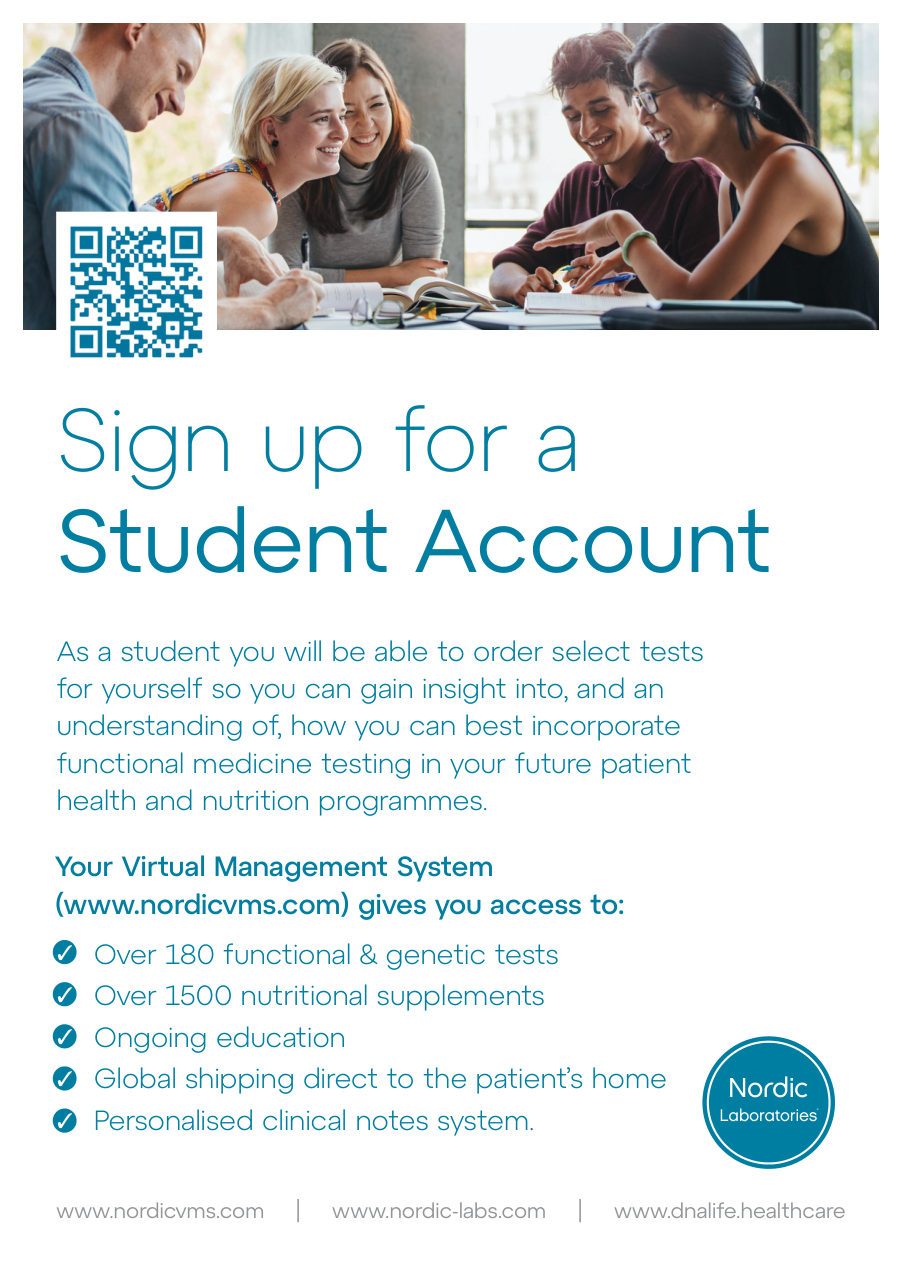 Sign up for a
Student Account
As a student you will be able to order select tests
for yourself so you can gain insight into, and an
understanding of, how you can best incorporate
functional medicine testing in your future patient
health and nutrition programmes.
Your Virtual Management System
(www.nordicvms.com) gives you access to:
Over 180 functional & genetic tests
Over 1500 nutritional supplements
Ongoing education
Global shipping direct to the patient’s home
Personalised clinical notes system.
Nordic
Laboratories
www.nordicvms.com | www.nordic-labs.com | www.dnalife.healthcare